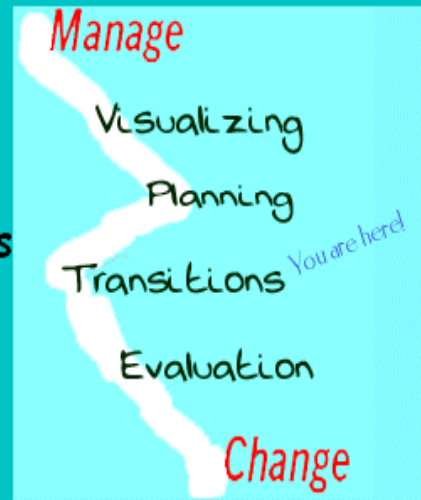 Manage
Visualizing
Planning
s
You are here!
Transitions
Evaluation
Change